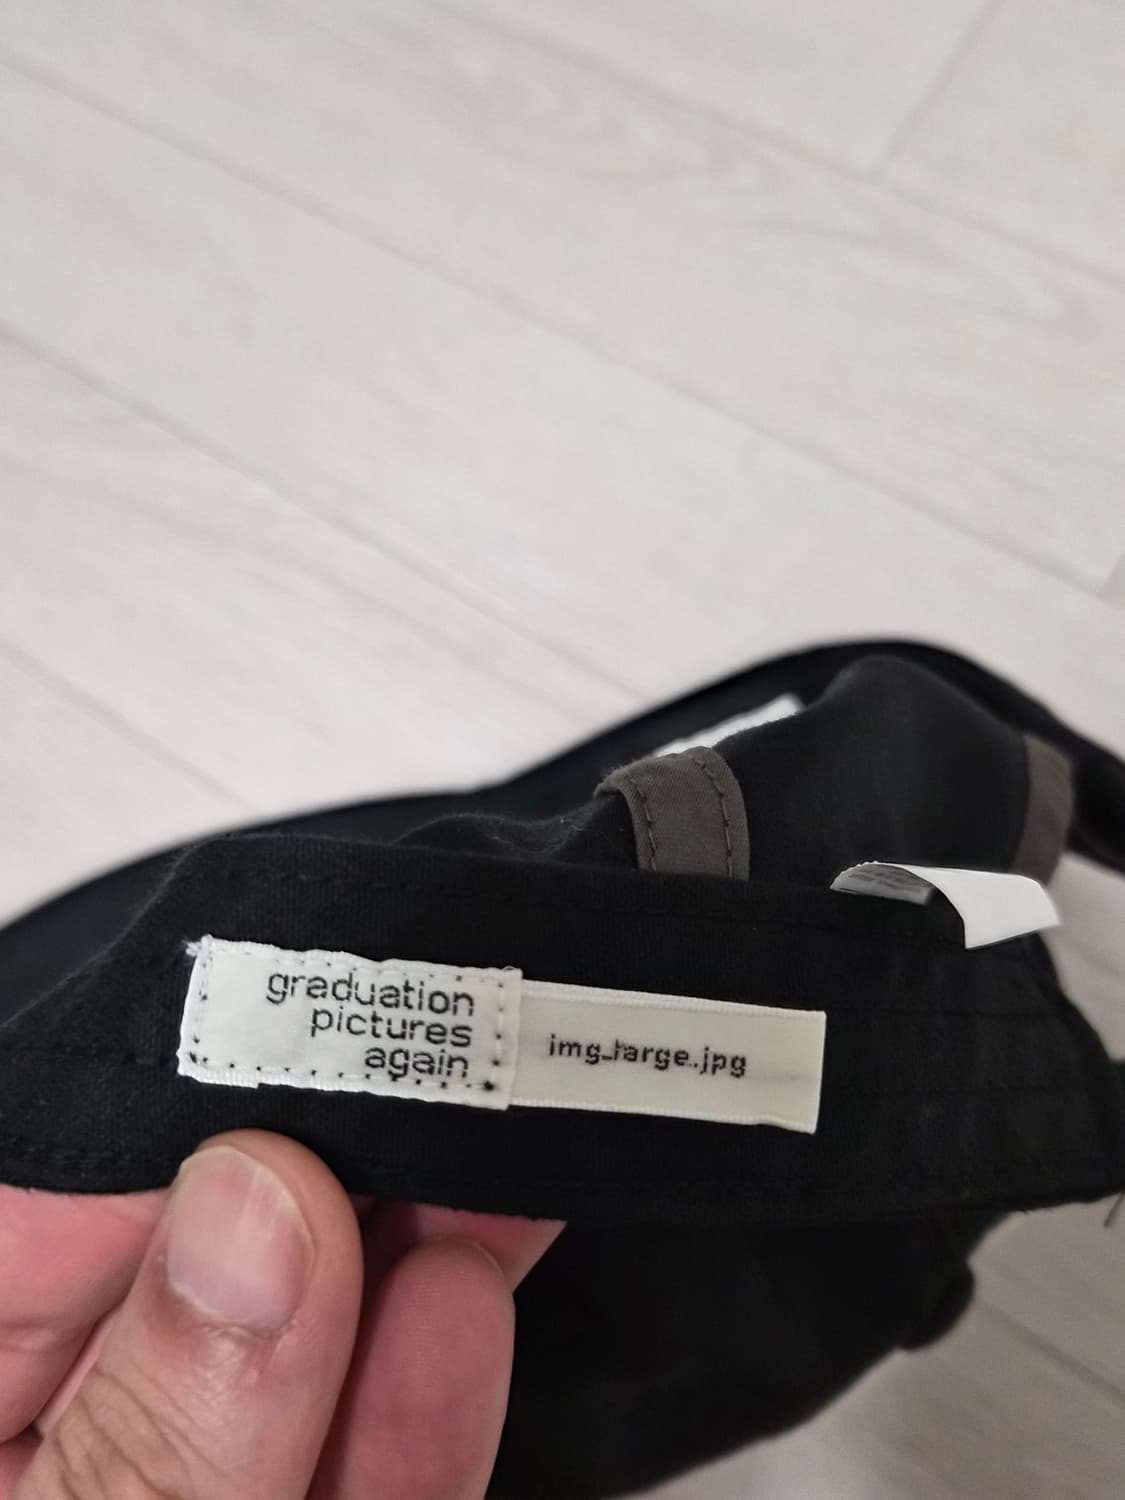 graduation
pictures
again
img_large.jpg